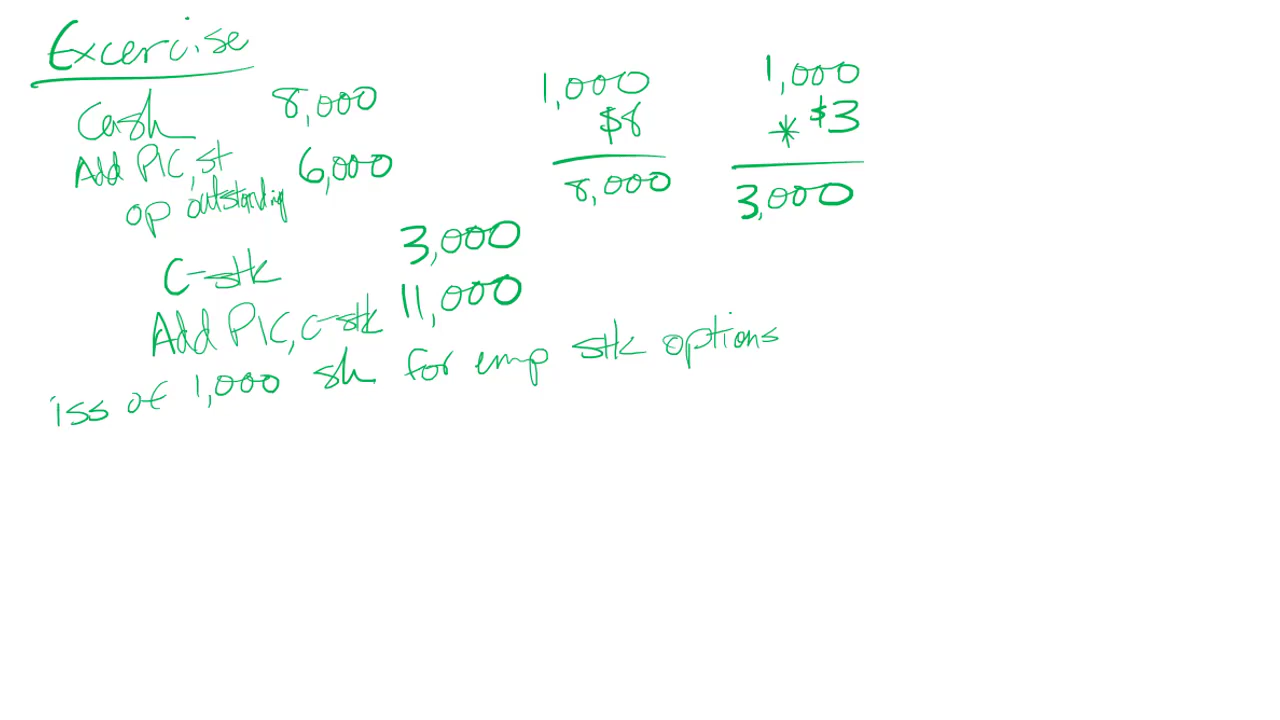 Excercise
Cash 8,000
Add PIC, st 6,000
op outstanding
C-stk 3,000
Add PIC, C-stk 11,000
iss of 1,000 sh for emp stk options
1,000
$8
8,000
1,000
* $3
3,000